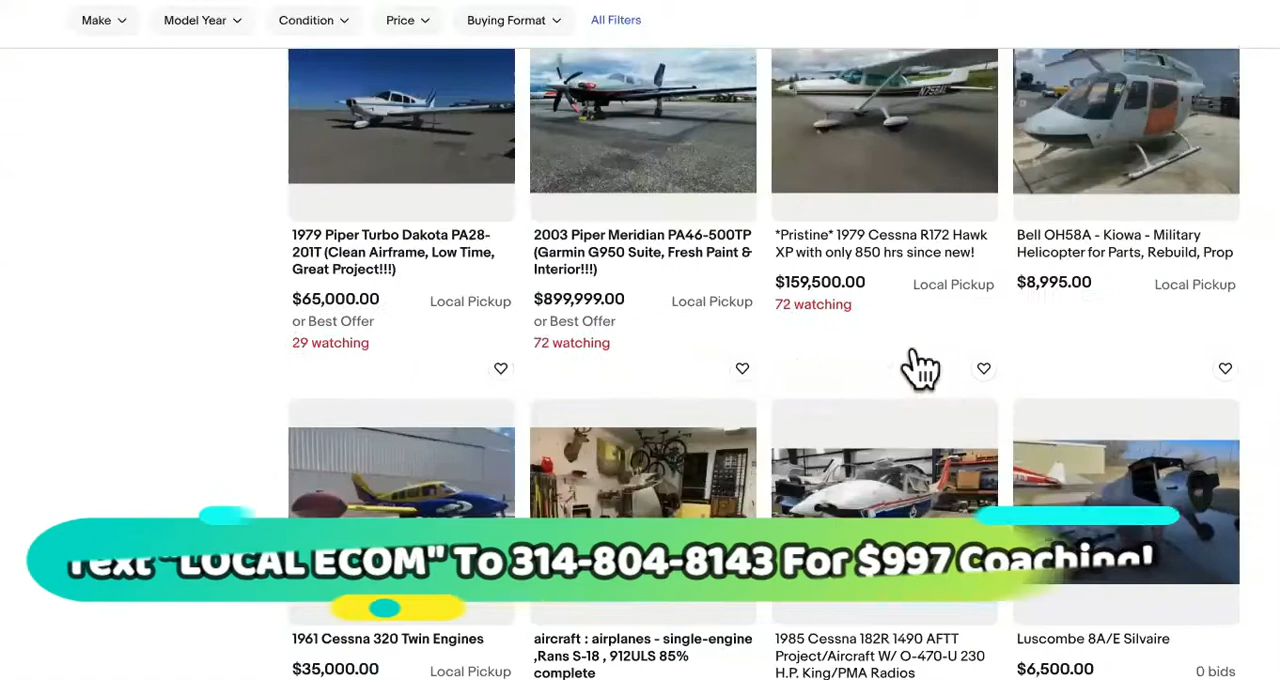 Make
Model Year
Condition
Price
Buying Format
All Filters
1979 Piper Turbo Dakota PA28-
201T (Clean Airframe, Low Time,
Great Project!!!)
$65,000.00
Local Pickup
or Best Offer
29 watching
2003 Piper Meridian PA46-500TP
(Garmin G950 Suite, Fresh Paint &
Interior!!!)
$899,999.00
Local Pickup
or Best Offer
72 watching
*Pristine* 1979 Cessna R172 Hawk
XP with only 850 hrs since new!
$159,500.00
Local Pickup
72 watching
Bell OH58A - Kiowa - Military
Helicopter for Parts, Rebuild, Prop
$8,995.00
Local Pickup
Text "LOCAL ECOM" To 314-804-8143 For $997 Coaching!
1961 Cessna 320 Twin Engines
$35,000.00
Local Pickup
aircraft : airplanes - single-engine
,Rans S-18 , 912ULS 85%
complete
1985 Cessna 182R 1490 AFTT
Project/Aircraft W/ O-470-U 230
H.P. King/PMA Radios
Luscombe 8A/E Silvaire
$6,500.00
0 bids